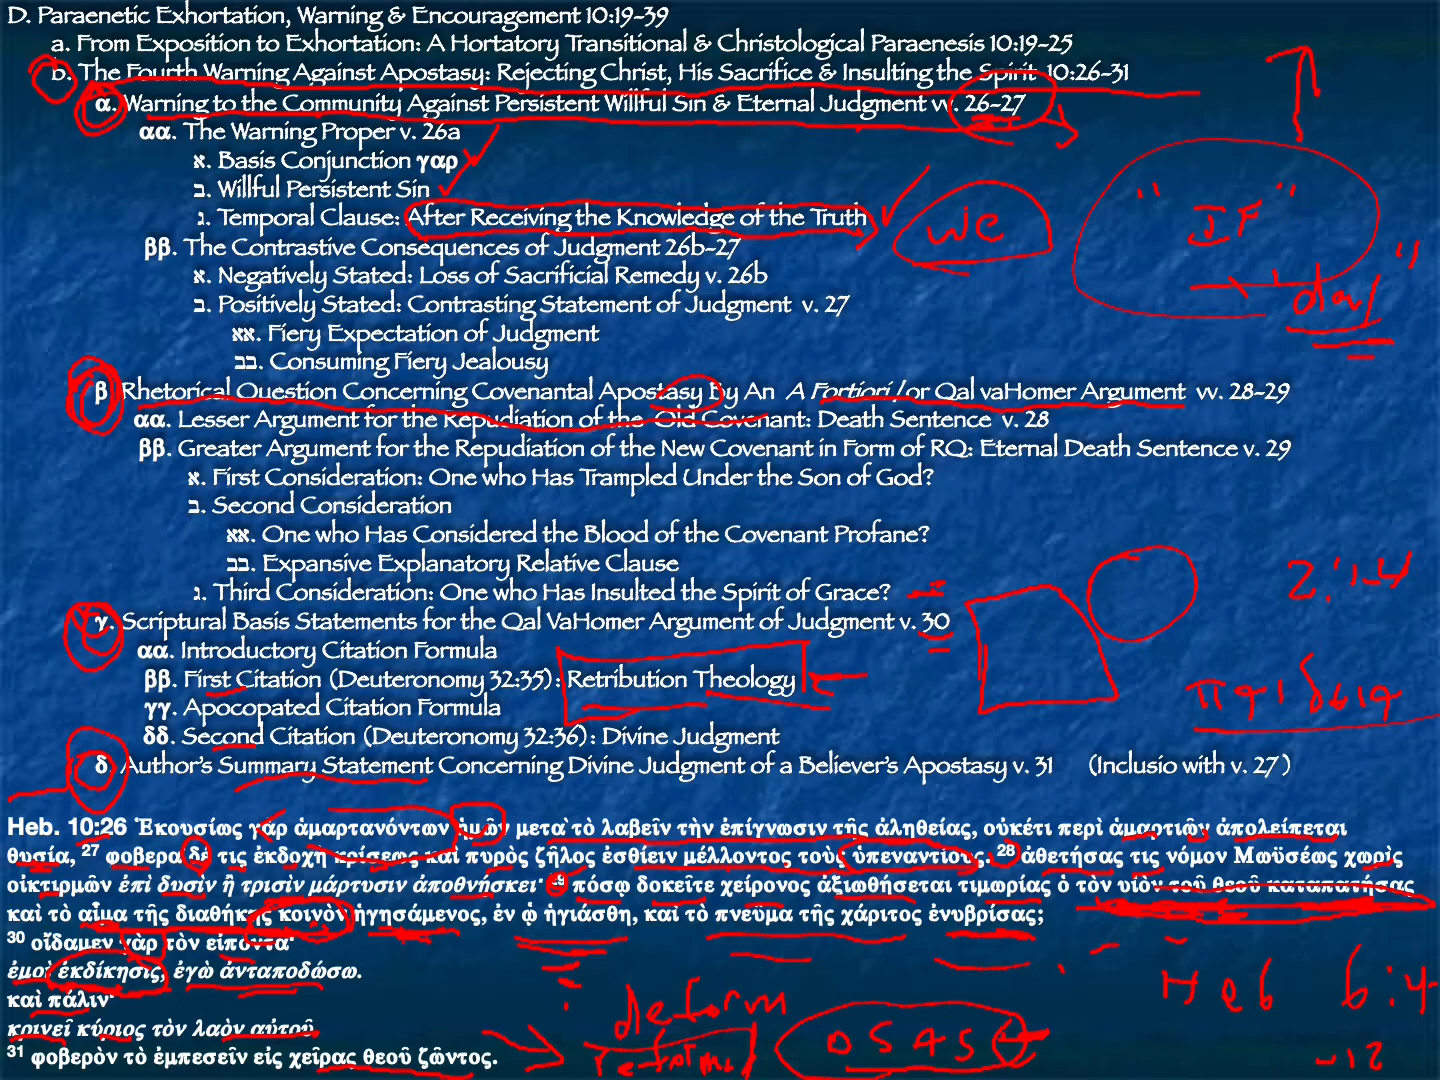 D. Paraenetic Exhortation, Warning & Encouragement 10:19-39
a. From Exposition to Exhortation: A Hortatory Transitional & Christological Paraenesis 10:19-25
b. The Fourth Warning Against Apostasy: Rejecting Christ, His Sacrifice & Insulting the Spirit 10:26-31
α. Warning to the Community Against Persistent Willful Sin & Eternal Judgment vv. 26-27
αα. The Warning Proper v. 26a
א. Basis Conjunction γαρ
ב. Willful Persistent Sin
ג. Temporal Clause: After Receiving the Knowledge of the Truth
we
"IF"
ββ. The Contrastive Consequences of Judgment 26b-27
א. Negatively Stated: Loss of Sacrificial Remedy v. 26b
ב. Positively Stated: Contrasting Statement of Judgment v. 27
אא. Fiery Expectation of Judgment
בב. Consuming Fiery Jealousy
β. Rhetorical Question Concerning Covenantal Apostasy By An A Fortiori / or Qal vaHomer Argument vv. 28-29
αα. Lesser Argument for the Repudiation of the Old Covenant: Death Sentence v. 28
ββ. Greater Argument for the Repudiation of the New Covenant in Form of RQ: Eternal Death Sentence v. 29
א. First Consideration: One who Has Trampled Under the Son of God?
ב. Second Consideration
אא. One who Has Considered the Blood of the Covenant Profane?
בב. Expansive Explanatory Relative Clause
ג. Third Consideration: One who Has Insulted the Spirit of Grace?
2:1-4
γ. Scriptural Basis Statements for the Qal VaHomer Argument of Judgment v. 30
αα. Introductory Citation Formula
ββ. First Citation (Deuteronomy 32:35): Retribution Theology
γγ. Apocopated Citation Formula
δδ. Second Citation (Deuteronomy 32:36): Divine Judgment
δ. Author's Summary Statement Concerning Divine Judgment of a Believer's Apostasy v. 31 (Inclusio with v. 27)
Heb. 10:26 Ἑκουσίως γὰρ ἁμαρτανόντων ἡμῶν μετὰ τὸ λαβεῖν τὴν ἐπίγνωσιν τῆς ἀληθείας, οὐκέτι περὶ ἁμαρτιῶν ἀπολείπεται
θυσία, 27 φοβερὰ δέ τις ἐκδοχὴ κρίσεως καὶ πυρὸς ζῆλος ἐσθίειν μέλλοντος τοὺς ὑπεναντίους. 28 ἀθετήσας τις νόμον Μωϋσέως χωρὶς
οἰκτιρμῶν ἐπὶ δυσὶν ἢ τρισὶν μάρτυσιν ἀποθνῄσκει· 29 πόσῳ δοκεῖτε χείρονος ἀξιωθήσεται τιμωρίας ὁ τὸν υἱὸν τοῦ θεοῦ καταπατήσας
καὶ τὸ αἷμα τῆς διαθήκης κοινὸν ἡγησάμενος, ἐν ᾧ ἡγιάσθη, καὶ τὸ πνεῦμα τῆς χάριτος ἐνυβρίσας;
30 οἴδαμεν γὰρ τὸν εἰπόντα·
ἐμοὶ ἐκδίκησις, ἐγὼ ἀνταποδώσω.
καὶ πάλιν·
κρινεῖ κύριος τὸν λαὸν αὐτοῦ.
31 φοβερὸν τὸ ἐμπεσεῖν εἰς χεῖρας θεοῦ ζῶντος.
deform
OSAS
Heb 6:4
-12